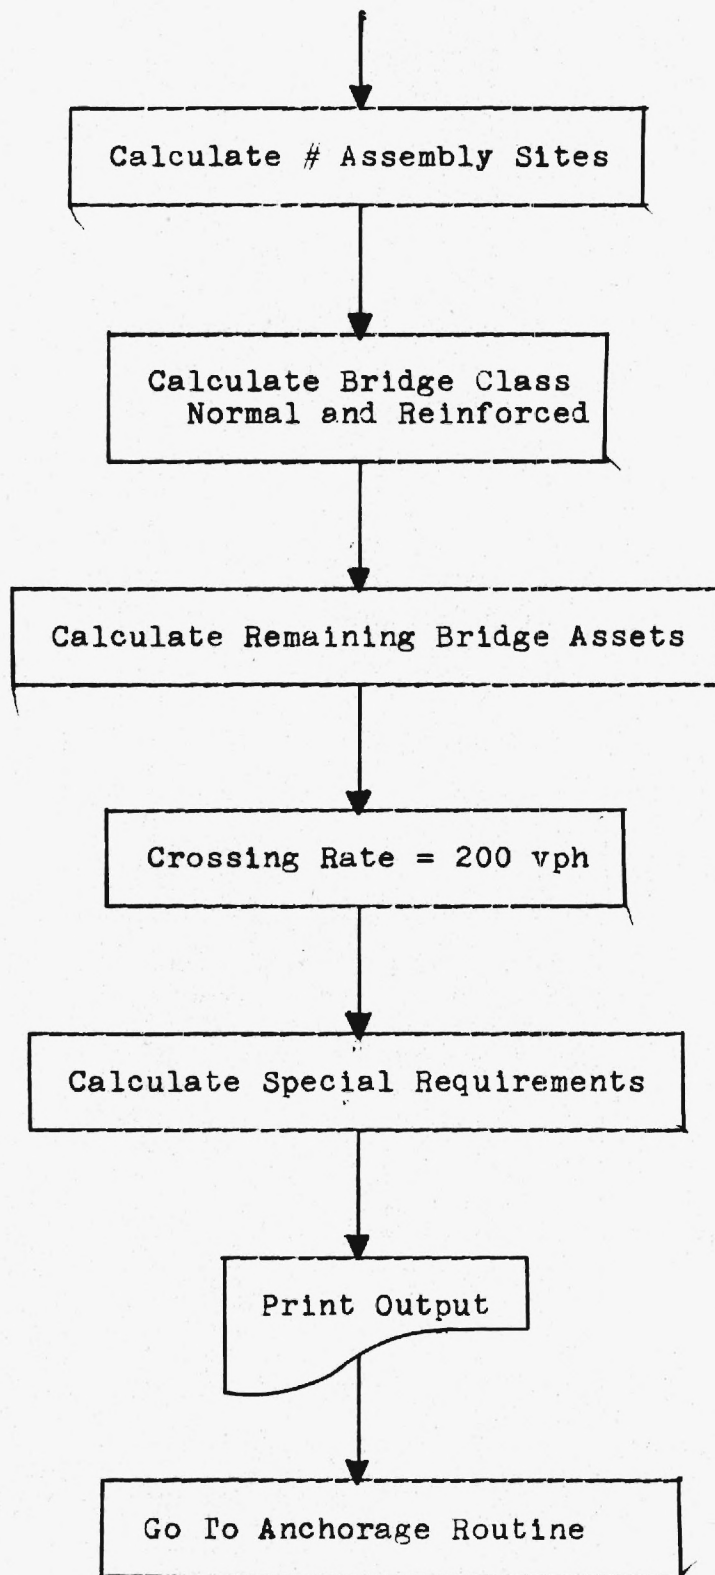 Calculate # Assembly Sites
Calculate Bridge Class
Normal and Reinforced
Calculate Remaining Bridge Assets
Crossing Rate = 200 vph
Calculate Special Requirements
Print Output
Go To Anchorage Routine